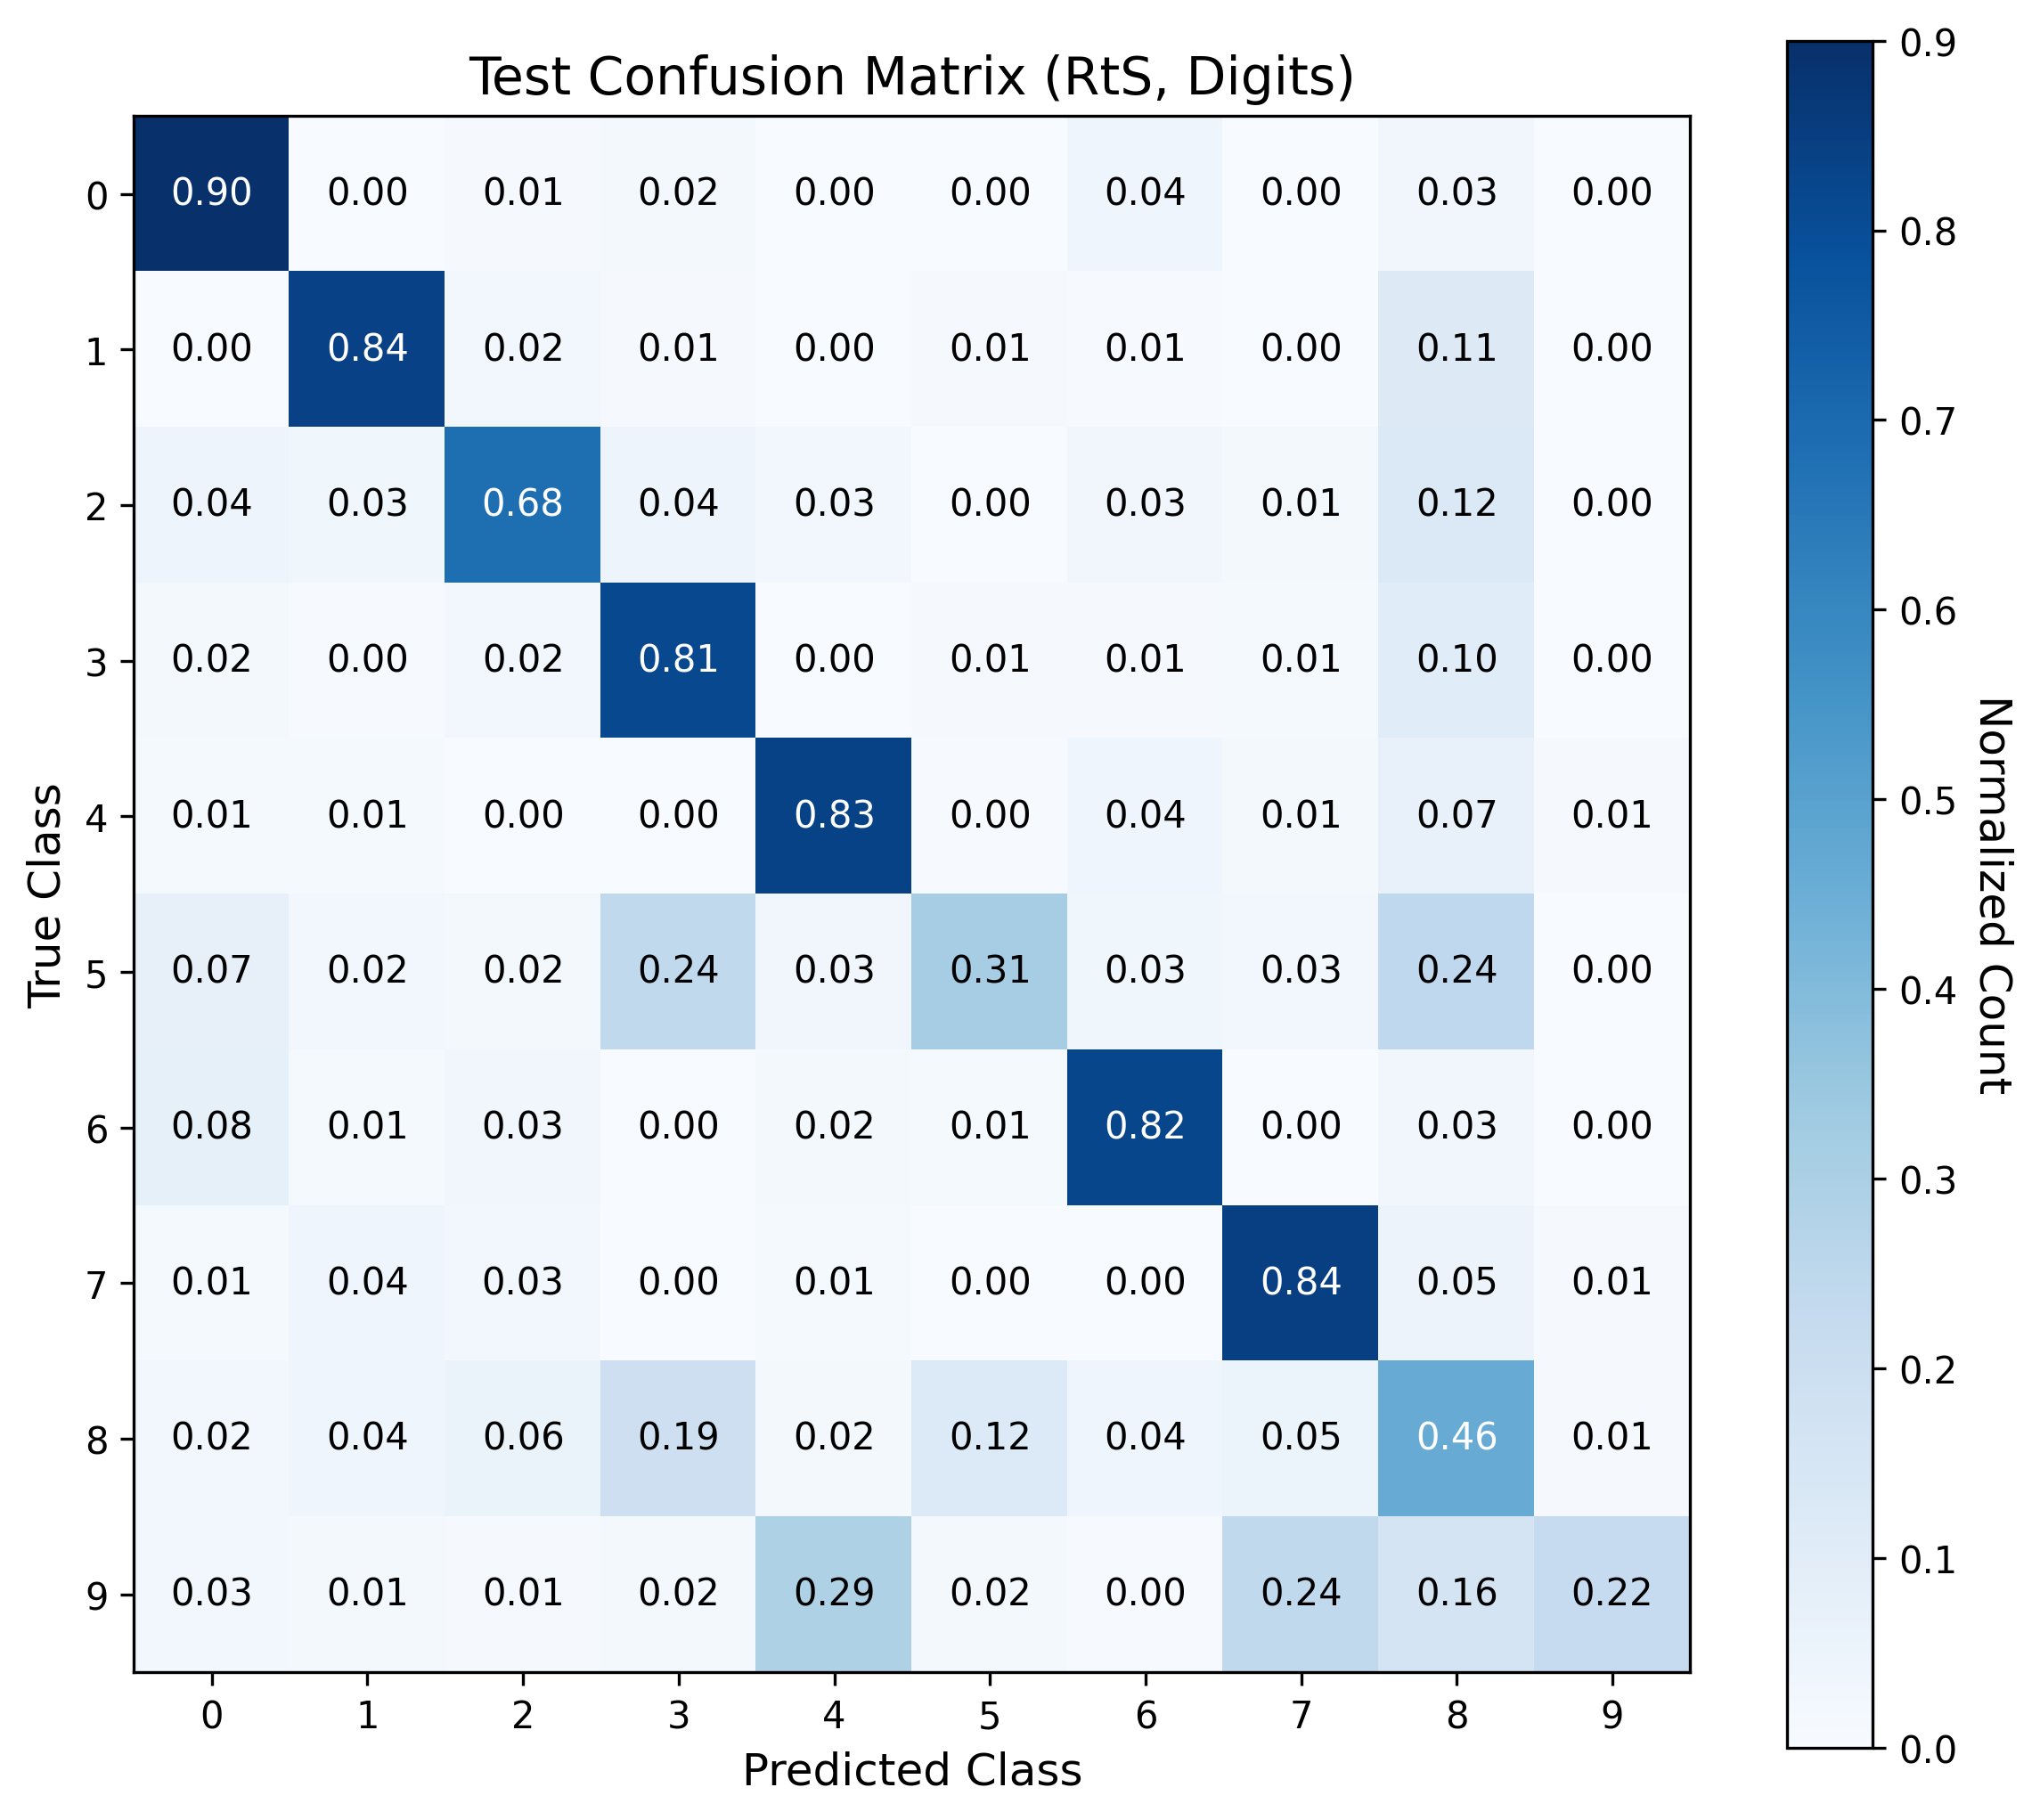 Test Confusion Matrix (RtS, Digits)
0 0.90 0.00 0.01 0.02 0.00 0.00 0.04 0.00 0.03 0.00
1 0.00 0.84 0.02 0.01 0.00 0.01 0.01 0.00 0.11 0.00
2 0.04 0.03 0.68 0.04 0.03 0.00 0.03 0.01 0.12 0.00
3 0.02 0.00 0.02 0.81 0.00 0.01 0.01 0.01 0.10 0.00
4 0.01 0.01 0.00 0.00 0.83 0.00 0.04 0.01 0.07 0.01
5 0.07 0.02 0.02 0.24 0.03 0.31 0.03 0.03 0.24 0.00
6 0.08 0.01 0.03 0.00 0.02 0.01 0.82 0.00 0.03 0.00
7 0.01 0.04 0.03 0.00 0.01 0.00 0.00 0.84 0.05 0.01
8 0.02 0.04 0.06 0.19 0.02 0.12 0.04 0.05 0.46 0.01
9 0.03 0.01 0.01 0.02 0.29 0.02 0.00 0.24 0.16 0.22
0 1 2 3 4 5 6 7 8 9
Predicted Class
True Class
0.9
0.8
0.7
0.6
0.5
0.4
0.3
0.2
0.1
0.0
Normalized Count